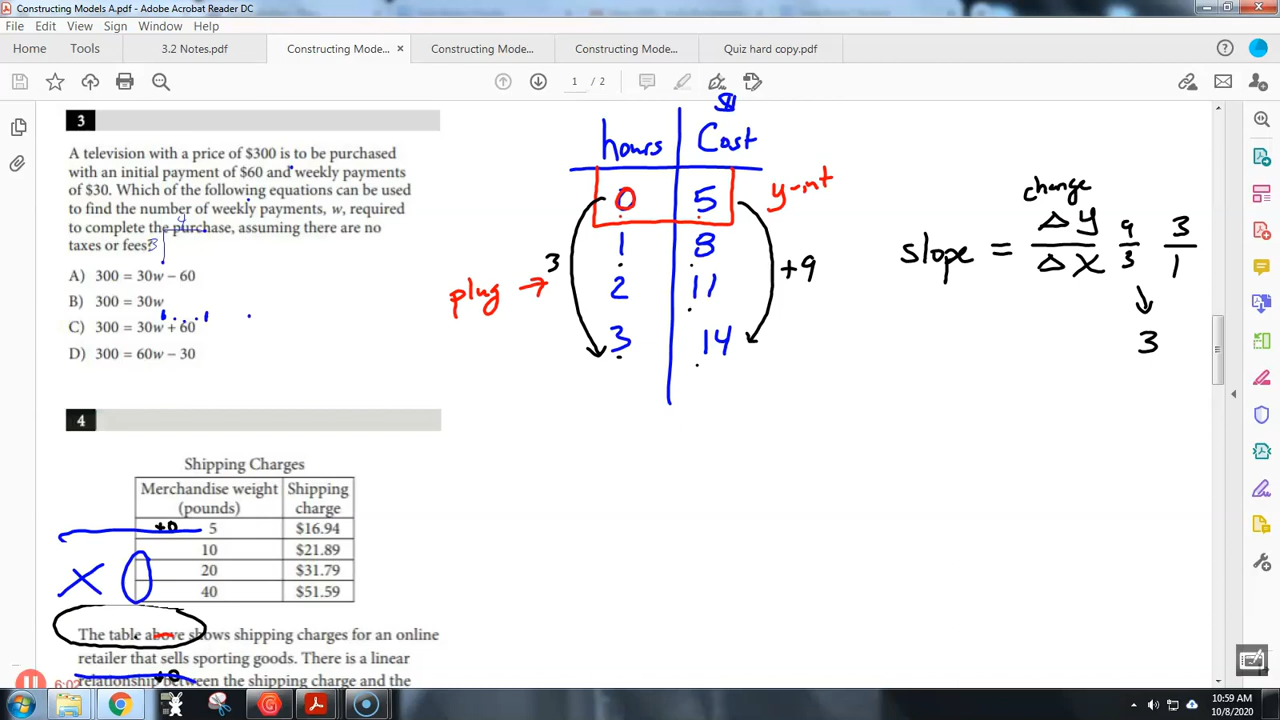 Constructing Models A.pdf - Adobe Acrobat Reader DC
File Edit View Sign Window Help
Home Tools 3.2 Notes.pdf Constructing Mode... × Constructing Mode... Constructing Mode... Quiz hard copy.pdf
1 / 2
3
A television with a price of $300 is to be purchased
with an initial payment of $60 and weekly payments
of $30. Which of the following equations can be used
to find the number of weekly payments, w, required
to complete the purchase, assuming there are no
taxes or fees?
A) 300 = 30w − 60
B) 300 = 30w
C) 300 = 30w + 60
D) 300 = 60w − 30
4
Shipping Charges
Merchandise weight (pounds) Shipping charge
5 $16.94
10 $21.89
20 $31.79
40 $51.59
x 0
The table above shows shipping charges for an online
retailer that sells sporting goods. There is a linear
relationship between the shipping charge and the
hours Cost
0 5 y-int
1 8
2 11
3 14
plug →
3
+9
change
slope = Δy/Δx 9/3 3/1
3
6:02
10:59 AM
10/8/2020